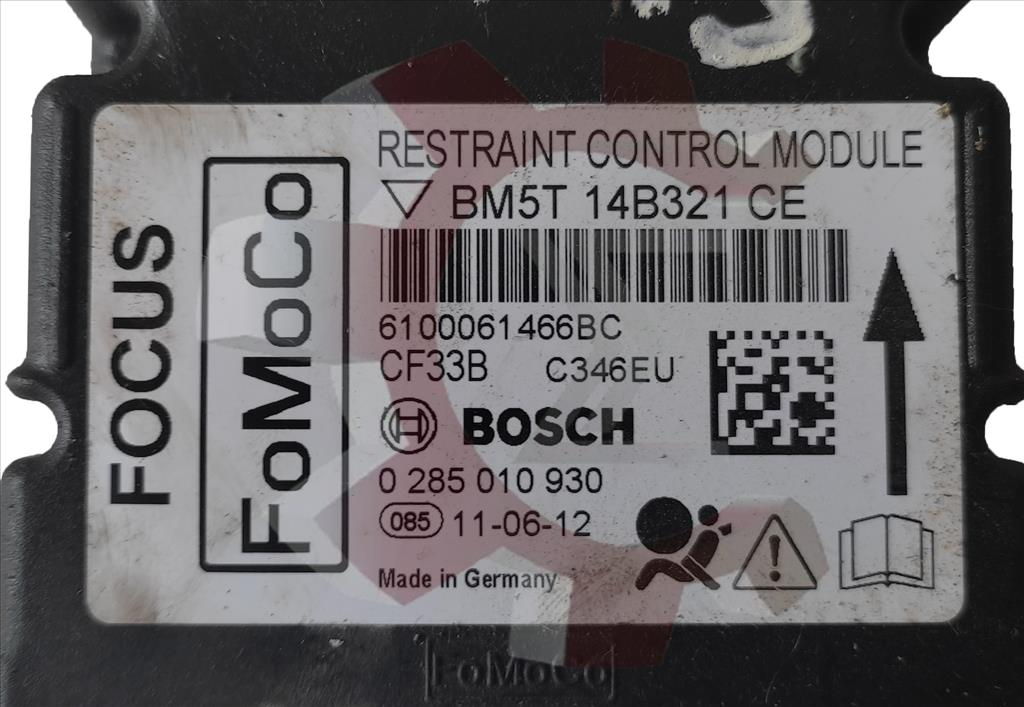 RESTRAINT CONTROL MODULE
BM5T 14B321 CE
6100061466BC
CF33B C346EU
BOSCH
0 285 010 930
085 11-06-12
Made in Germany
FOCUS
FoMoCo
FoMoCo